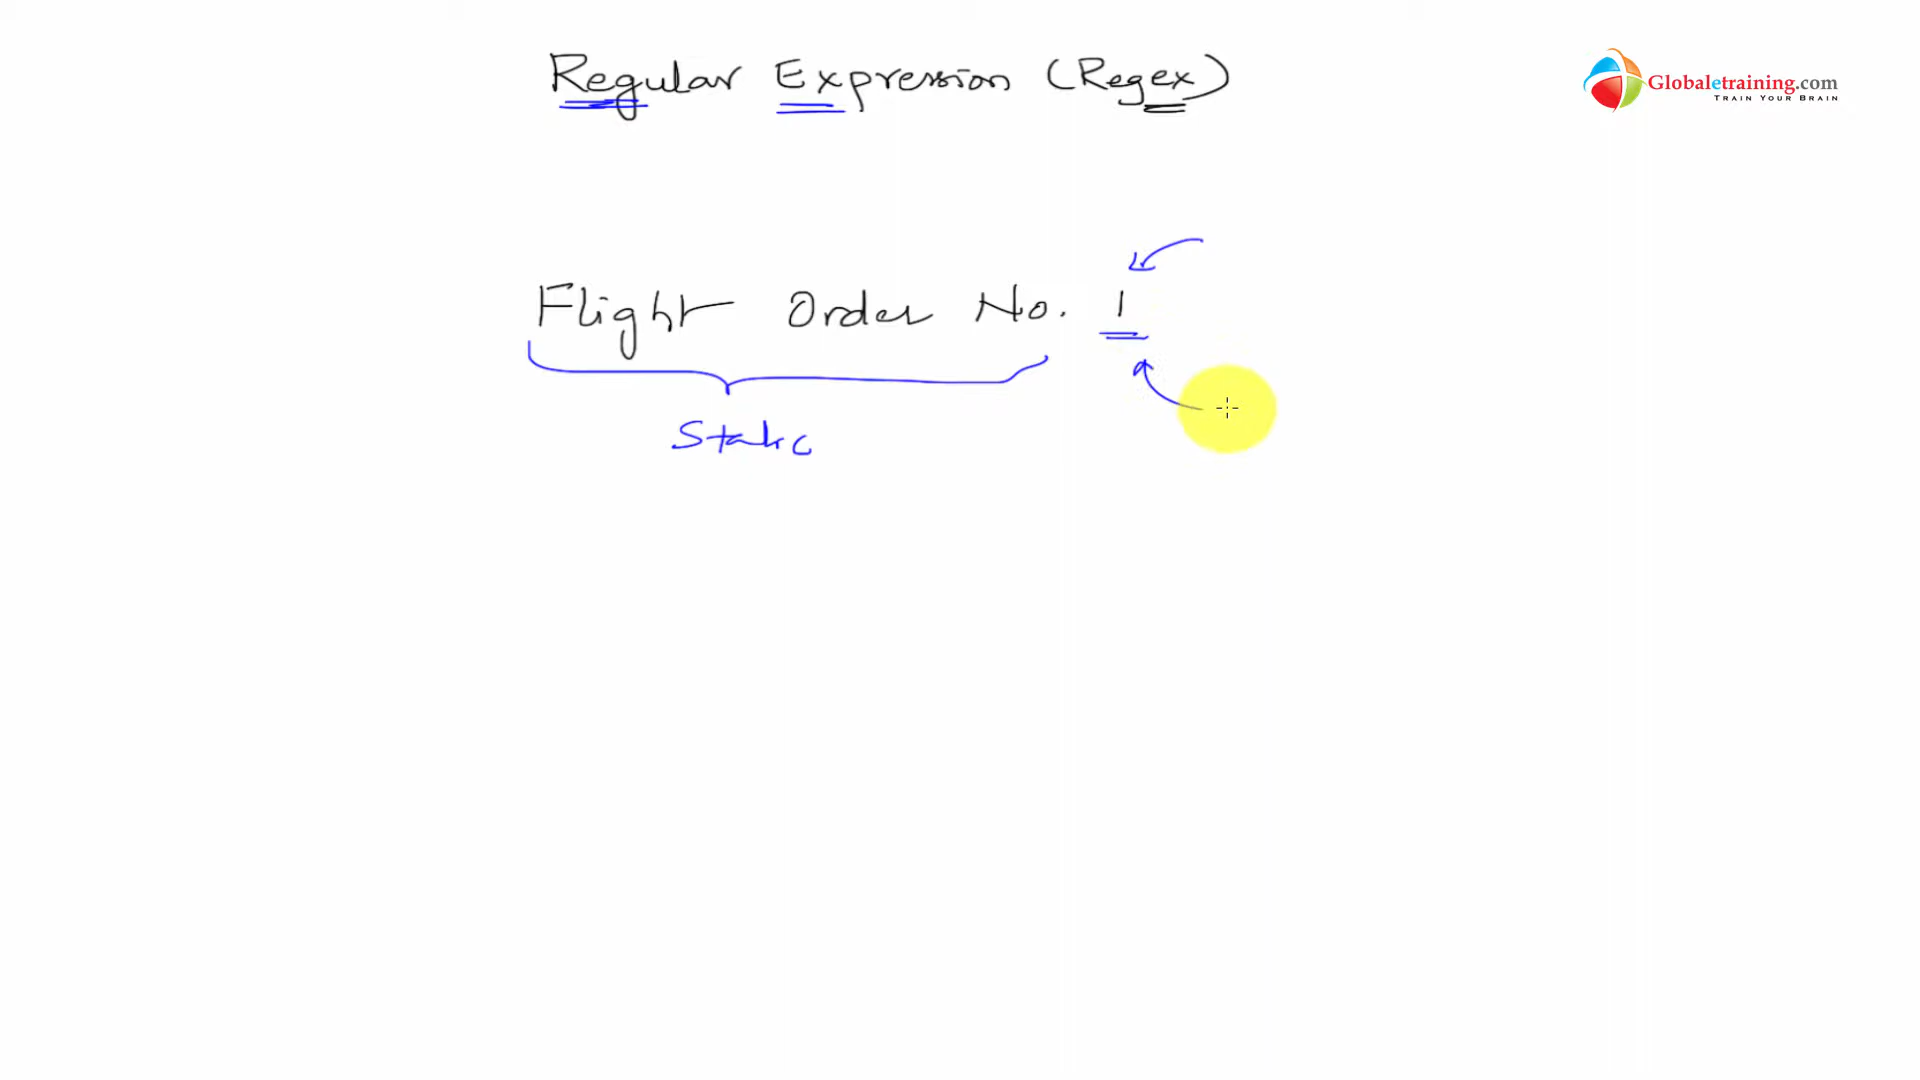 Regular Expression (Regex)
Globaletraining.com
TRAIN YOUR BRAIN
Flight Order No. 1
Static